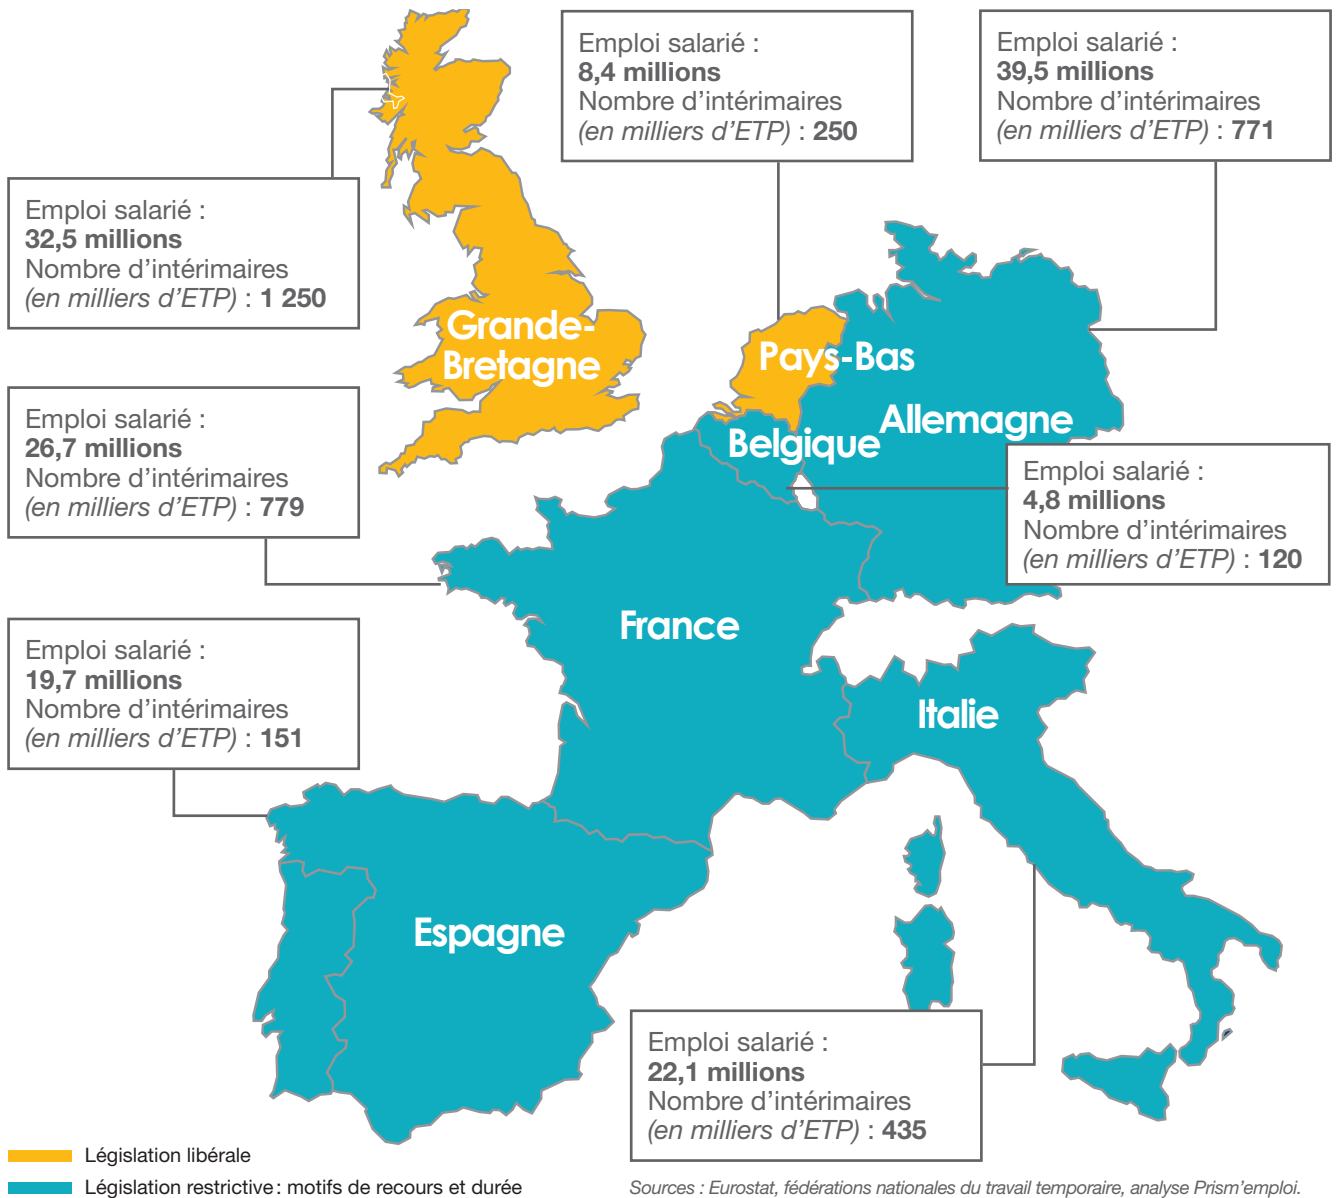 Emploi salarié :
8,4 millions
Nombre d'intérimaires
(en milliers d'ETP) : 250
Emploi salarié :
39,5 millions
Nombre d'intérimaires
(en milliers d'ETP) : 771
Emploi salarié :
32,5 millions
Nombre d'intérimaires
(en milliers d'ETP) : 1 250
Grande-
Bretagne
Pays-Bas
Allemagne
Belgique
Emploi salarié :
26,7 millions
Nombre d'intérimaires
(en milliers d'ETP) : 779
Emploi salarié :
4,8 millions
Nombre d'intérimaires
(en milliers d'ETP) : 120
France
Emploi salarié :
19,7 millions
Nombre d'intérimaires
(en milliers d'ETP) : 151
Italie
Espagne
Emploi salarié :
22,1 millions
Nombre d'intérimaires
(en milliers d'ETP) : 435
Législation libérale
Législation restrictive : motifs de recours et durée
Sources : Eurostat, fédérations nationales du travail temporaire, analyse Prism'emploi.